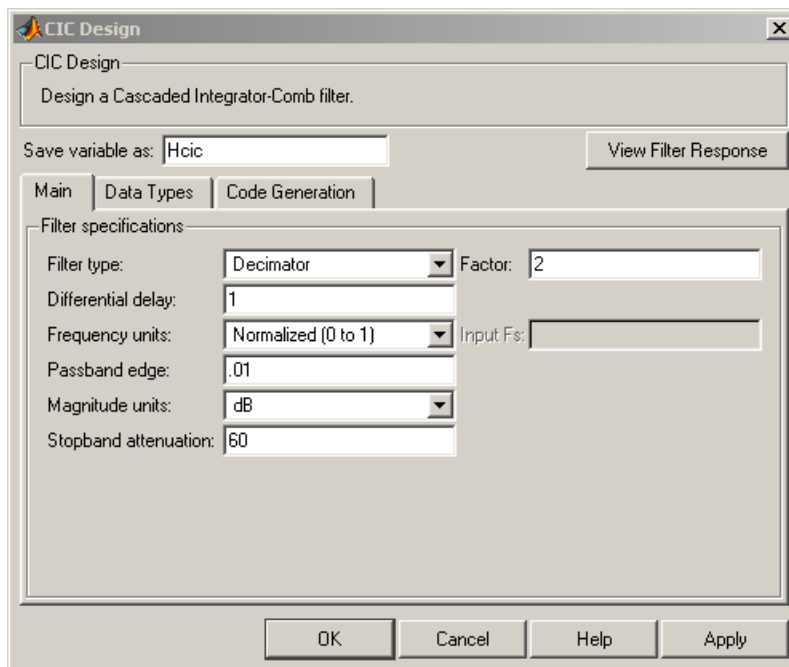 CIC Design
CIC Design
Design a Cascaded Integrator-Comb filter.
Save variable as: Hcic View Filter Response
Main Data Types Code Generation
Filter specifications
Filter type: Decimator Factor: 2
Differential delay: 1
Frequency units: Normalized (0 to 1) Input Fs:
Passband edge: .01
Magnitude units: dB
Stopband attenuation: 60
OK Cancel Help Apply